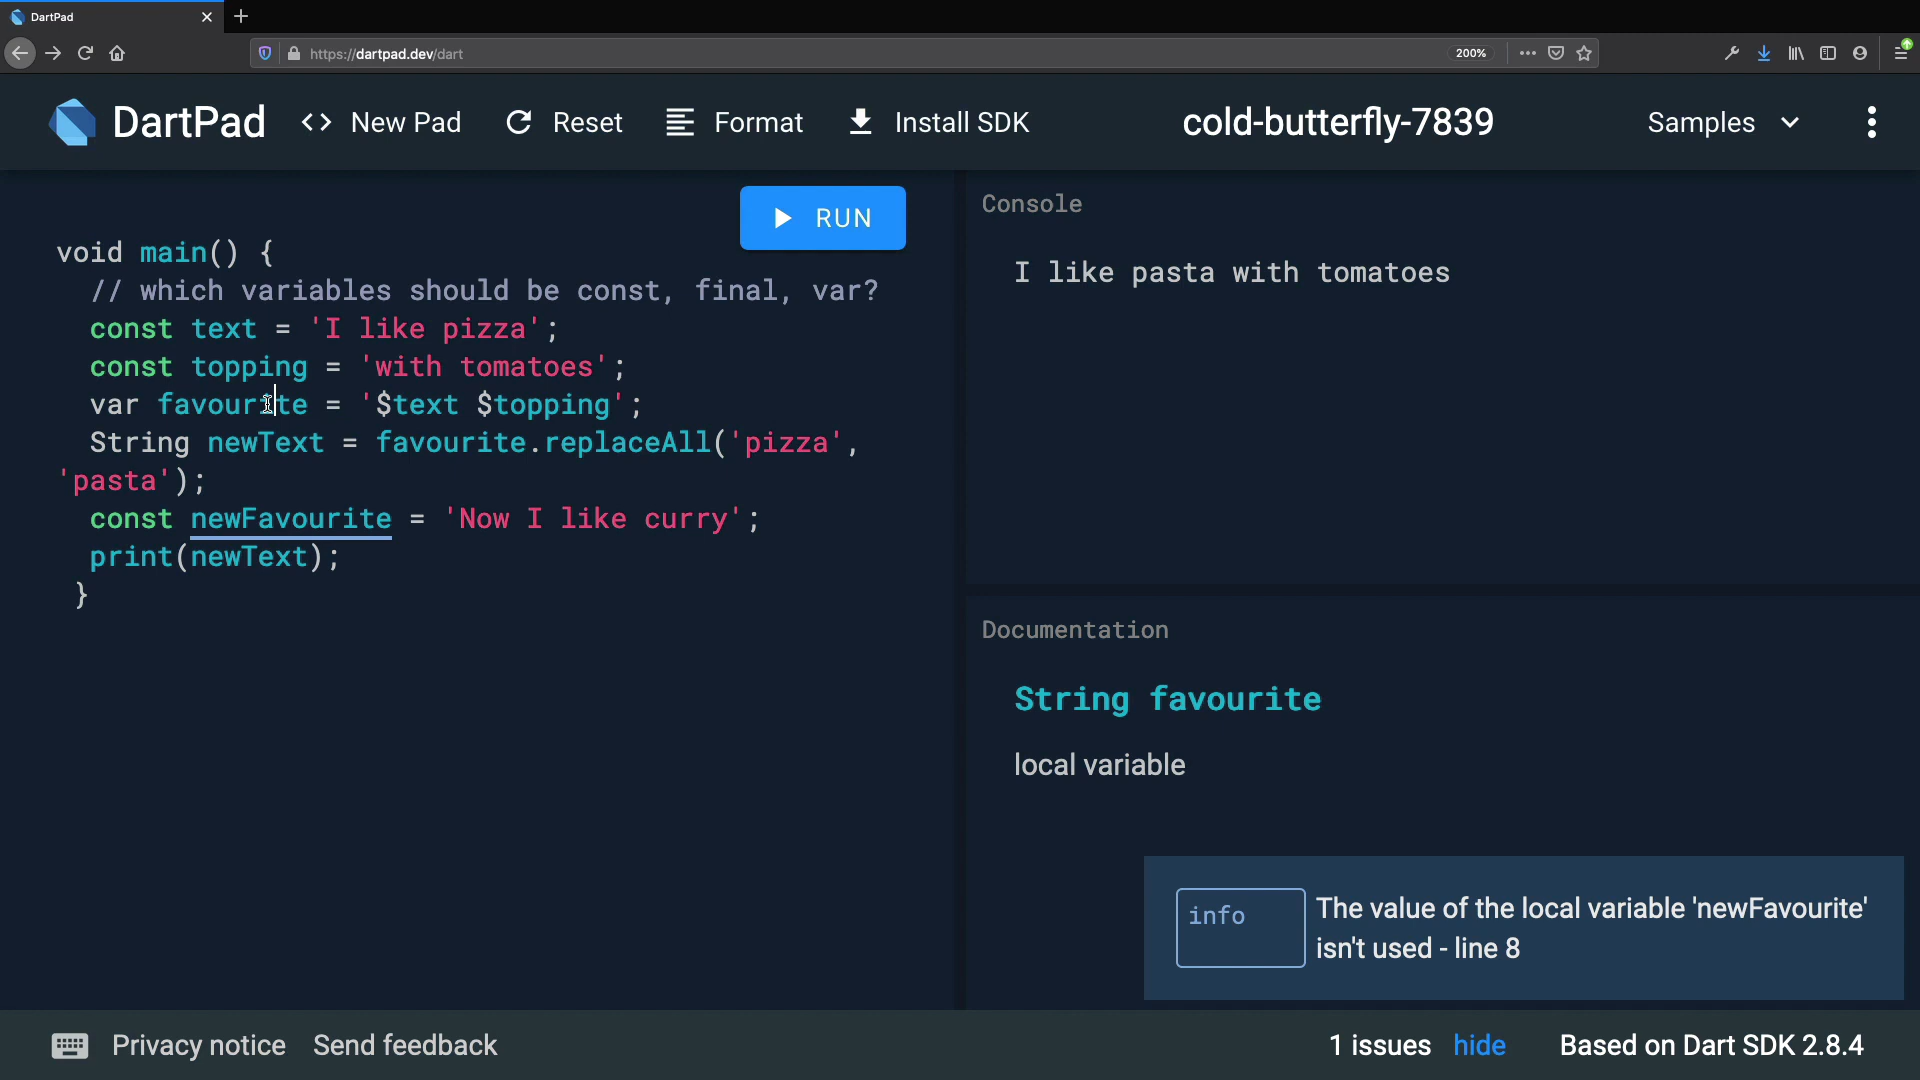 DartPad
https://dartpad.dev/dart
200%
DartPad
<> New Pad
Reset
Format
Install SDK
cold-butterfly-7839
Samples
RUN
void main() {
// which variables should be const, final, var?
const text = 'I like pizza';
const topping = 'with tomatoes';
var favourite = '$text $topping';
String newText = favourite.replaceAll('pizza',
'pasta');
const newFavourite = 'Now I like curry';
print(newText);
}
Console
I like pasta with tomatoes
Documentation
String favourite
local variable
info
The value of the local variable 'newFavourite'
isn't used - line 8
Privacy notice
Send feedback
1 issues
hide
Based on Dart SDK 2.8.4